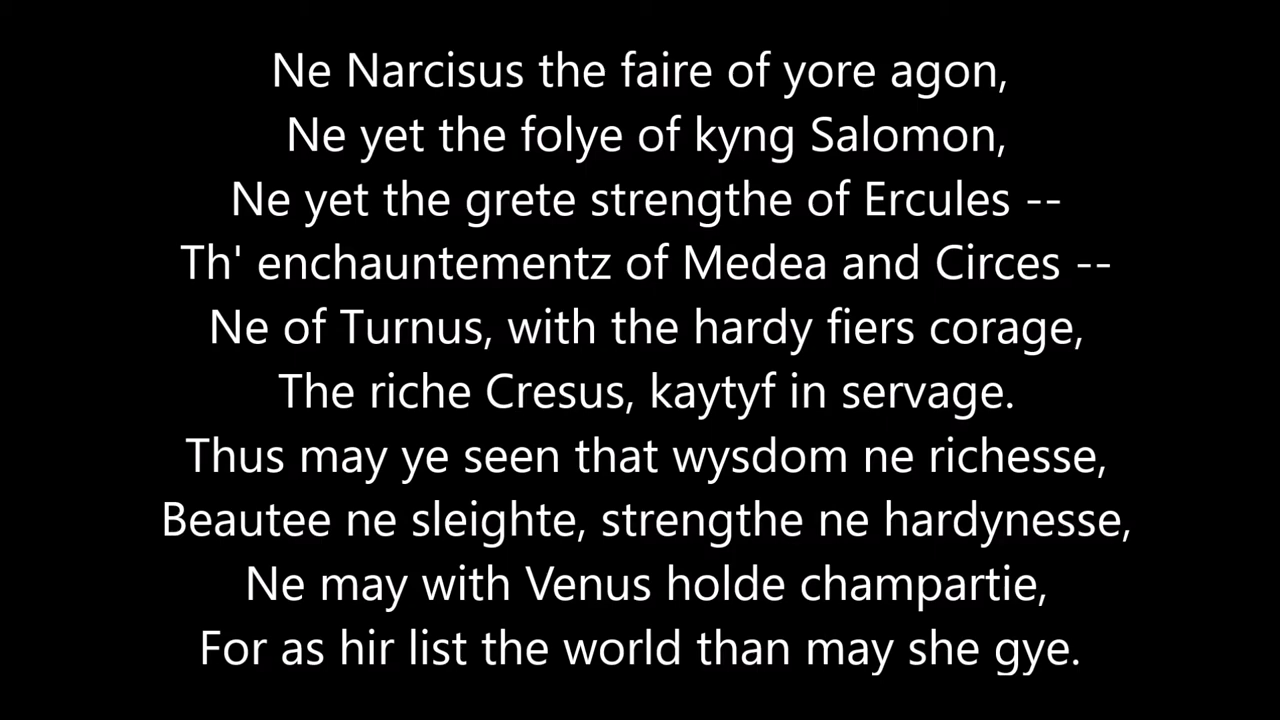 Ne Narcisus the faire of yore agon,
Ne yet the folye of kyng Salomon,
Ne yet the grete strengthe of Ercules --
Th' enchauntementz of Medea and Circes --
Ne of Turnus, with the hardy fiers corage,
The riche Cresus, kaytyf in servage.
Thus may ye seen that wysdom ne richesse,
Beautee ne sleighte, strengthe ne hardynesse,
Ne may with Venus holde champartie,
For as hir list the world than may she gye.